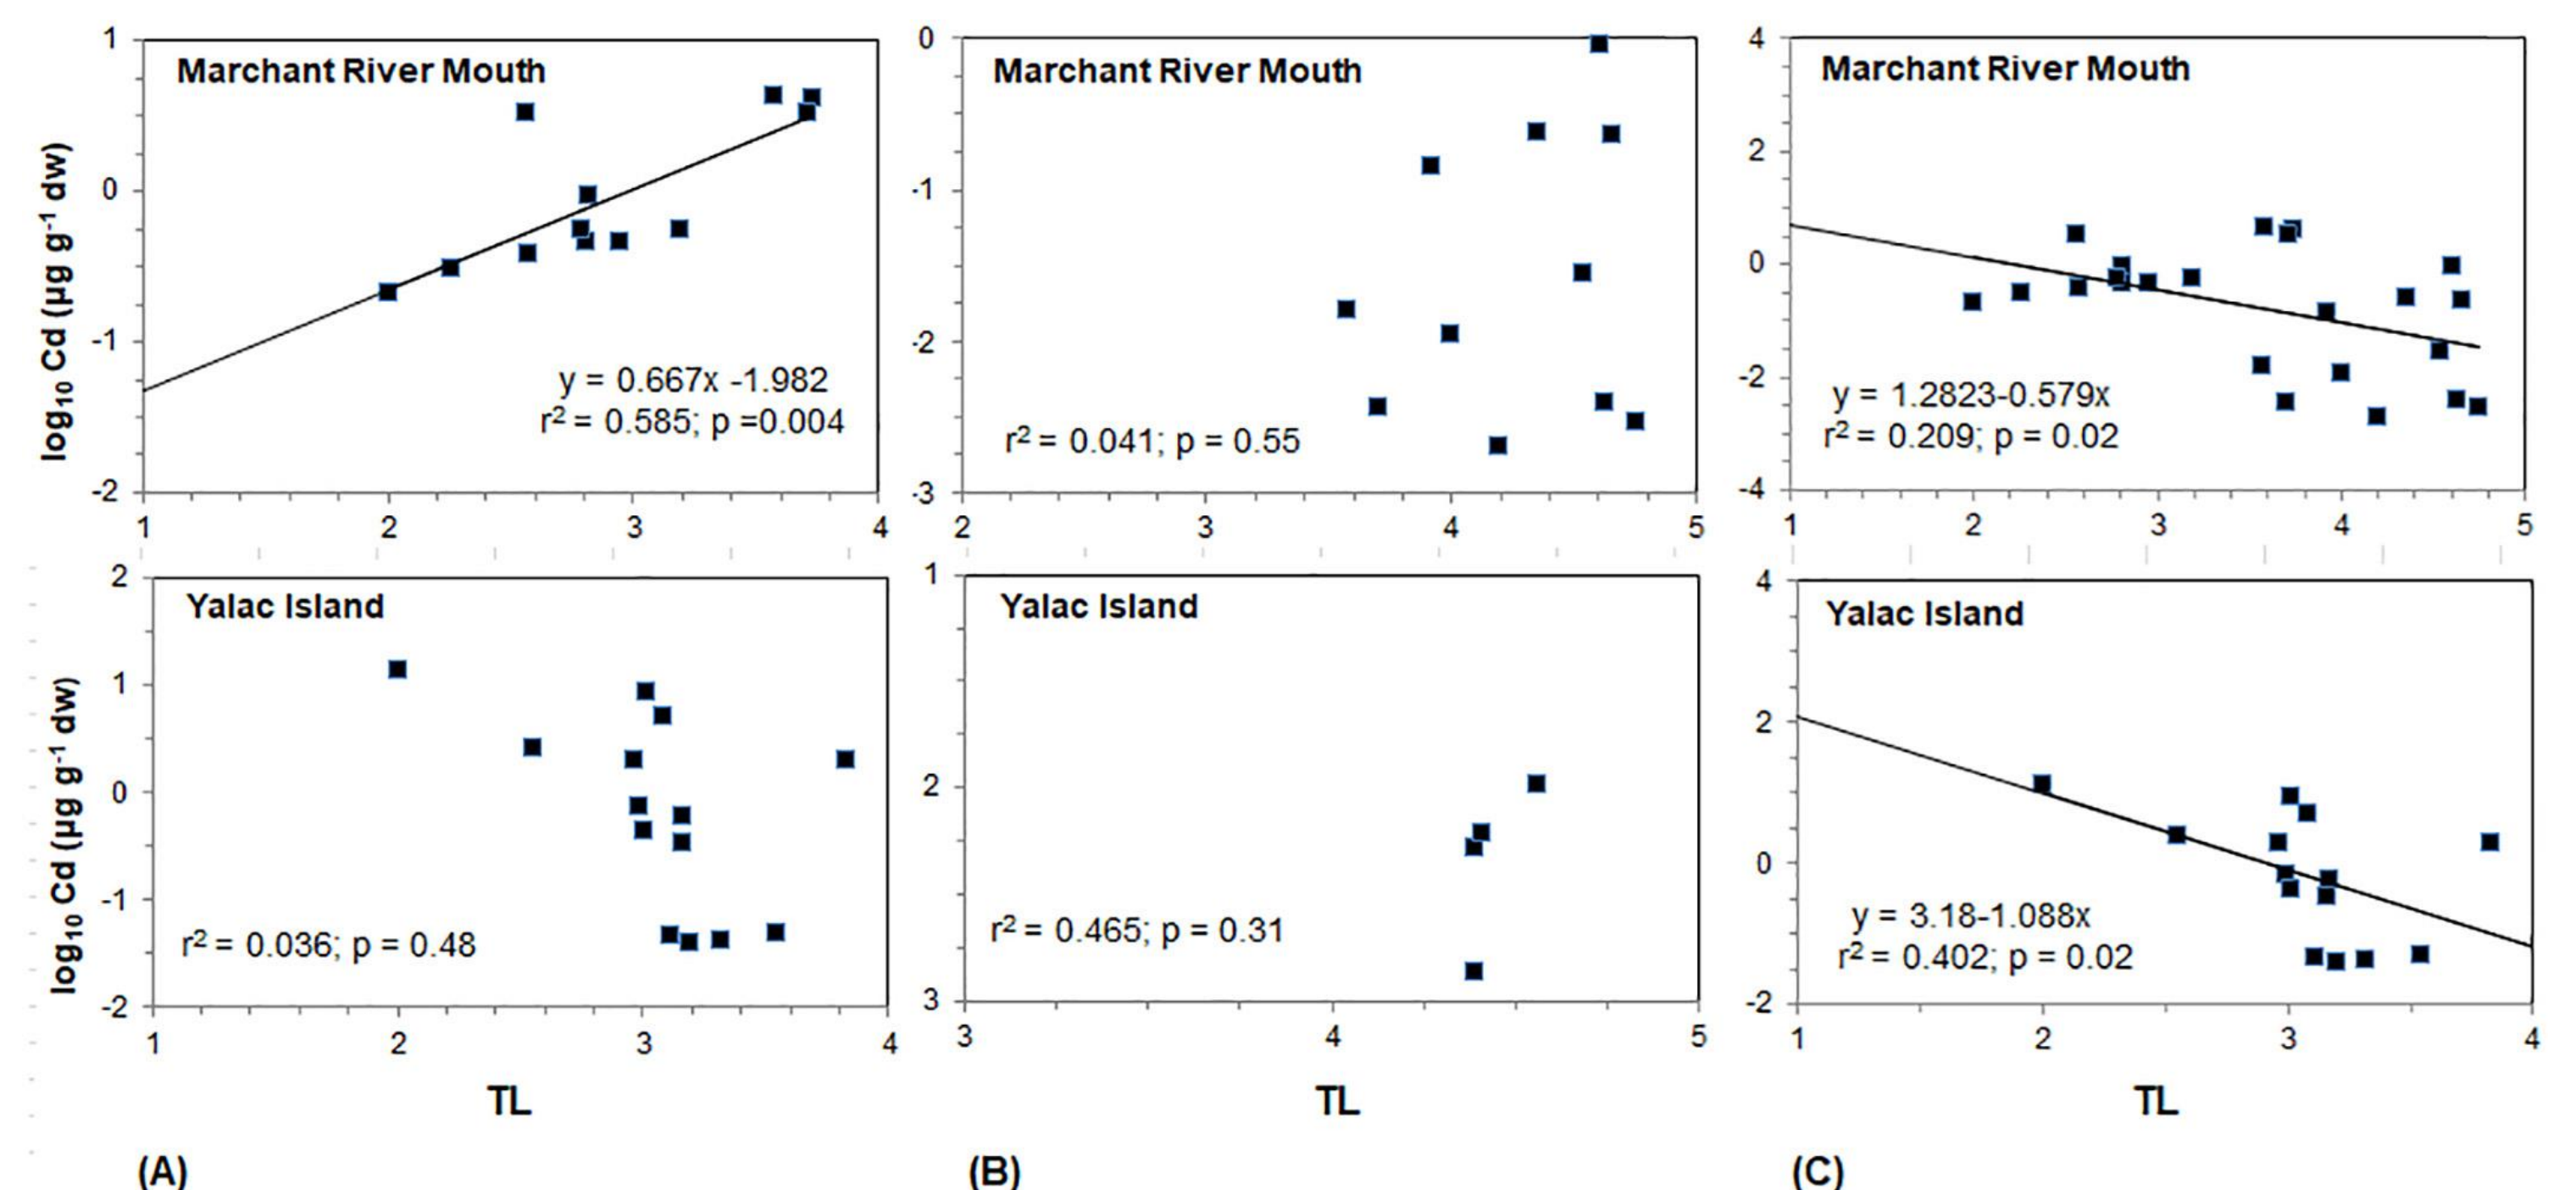 Marchant River Mouth
log10 Cd (µg g-1 dw)
1
0
-1
-2
y = 0.667x -1.982
r2 = 0.585; p =0.004
1 2 3 4
Marchant River Mouth
0
-1
-2
-3
r2 = 0.041; p = 0.55
2 3 4 5
Marchant River Mouth
4
2
0
-2
-4
y = 1.2823-0.579x
r2 = 0.209; p = 0.02
1 2 3 4 5
Yalac Island
log10 Cd (µg g-1 dw)
2
1
0
-1
-2
r2 = 0.036; p = 0.48
1 2 3 4
TL
(A)
Yalac Island
1
2
3
r2 = 0.465; p = 0.31
3 4 5
TL
(B)
Yalac Island
4
2
0
-2
y = 3.18-1.088x
r2 = 0.402; p = 0.02
1 2 3 4
TL
(C)